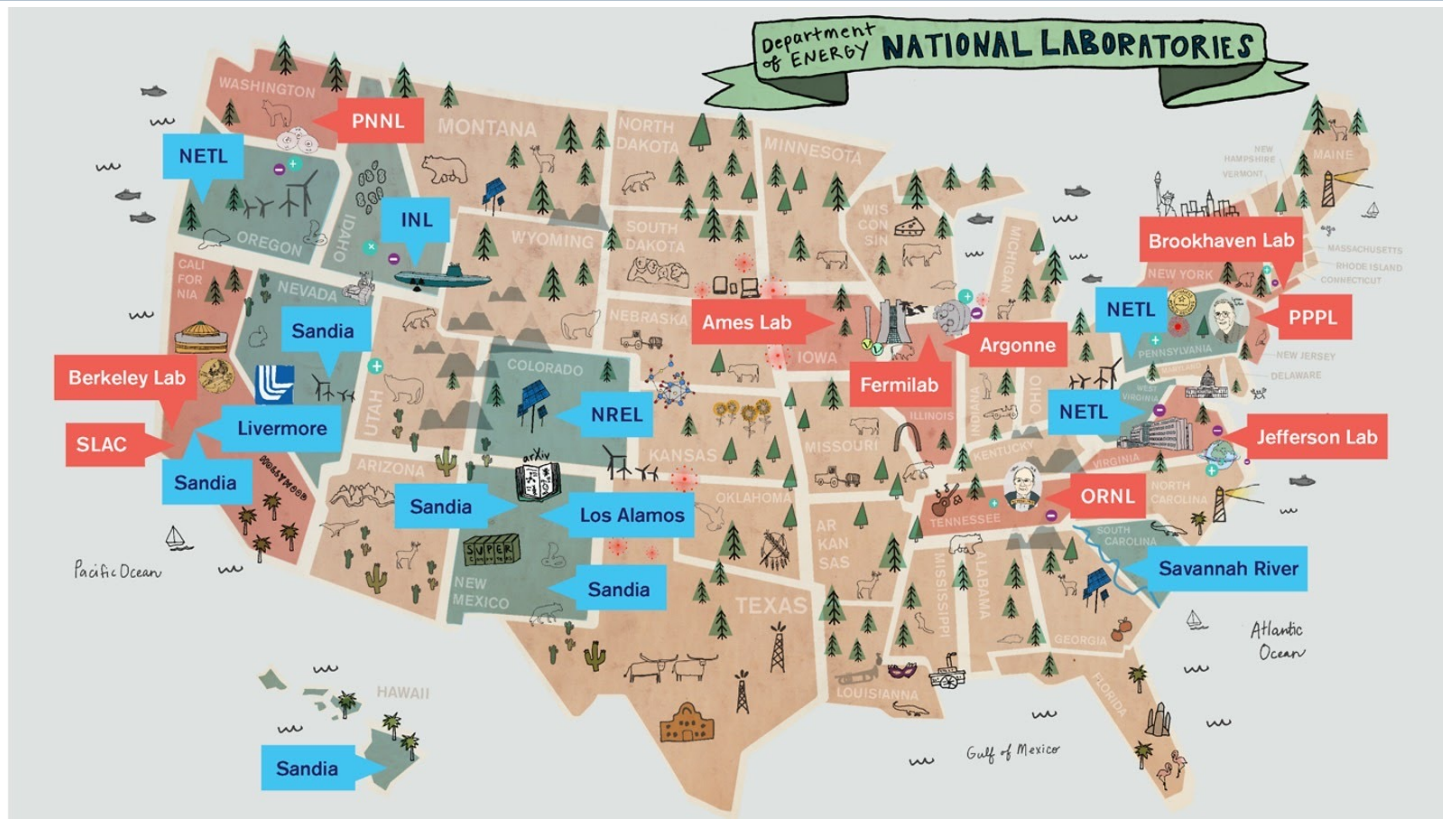 Department
of ENERGY
NATIONAL LABORATORIES
WASHINGTON
PNNL
NETL
OREGON
IDAHO
INL
MONTANA
NORTH
DAKOTA
MINNESOTA
WIS
CON
SIN
MICHIGAN
NEW
HAMPSHIRE
VERMONT
MAINE
MASSACHUSETTS
RHODE ISLAND
CONNECTICUT
Brookhaven Lab
NEW YORK
CALI
FOR
NIA
NEVADA
Sandia
WYOMING
SOUTH
DAKOTA
NEBRASKA
Ames Lab
IOWA
Argonne
Fermilab
ILLINOIS
INDIANA
OHIO
NETL
PENNSYLVANIA
PPPL
NEW JERSEY
MARYLAND
DELAWARE
WEST
VIRGINIA
NETL
Berkeley Lab
SLAC
Livermore
Sandia
HOLLYWOOD
UTAH
COLORADO
NREL
KANSAS
MISSOURI
KENTUCKY
VIRGINIA
Jefferson Lab
ARIZONA
arXiv
Sandia
Los Alamos
SUPER
NEW
MEXICO
Sandia
OKLAHOMA
AR
KAN
SAS
TENNESSEE
ORNL
NORTH
CAROLINA
SOUTH
CAROLINA
Savannah River
TEXAS
LOUISIANNA
MISSISSIPPI
ALABAMA
GEORGIA
FLORIDA
Pacific Ocean
Atlantic
Ocean
Gulf of Mexico
HAWAII
Sandia